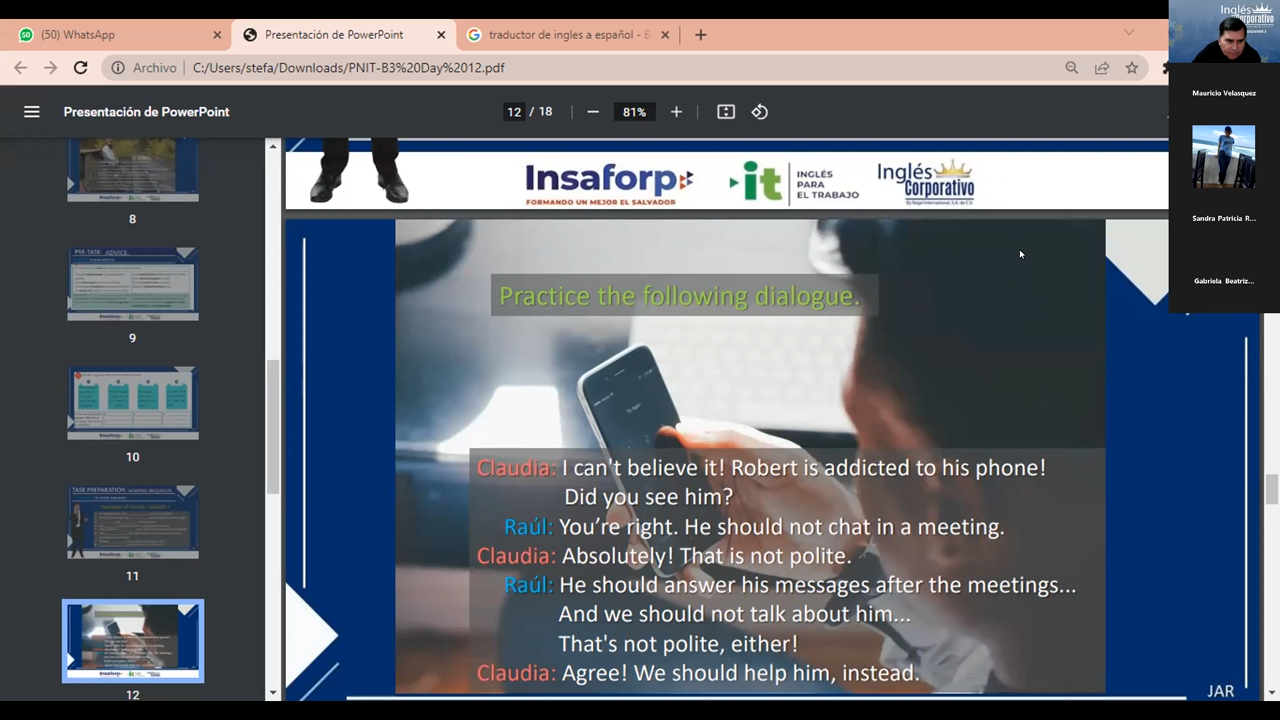 (50) WhatsApp
Presentación de PowerPoint
traductor de ingles a español - B
Archivo
C:/Users/stefa/Downloads/PNIT-B3%20Day%2012.pdf
Presentación de PowerPoint
12 / 18
81%
8
PRE-TASK: ADVICE.
9
10
11
12
Insaforp
FORMANDO UN MEJOR EL SALVADOR
it
INGLÉS
PARA
EL TRABAJO
Inglés
Corporativo
Practice the following dialogue.
Claudia: I can't believe it! Robert is addicted to his phone!
Did you see him?
Raúl: You're right. He should not chat in a meeting.
Claudia: Absolutely! That is not polite.
Raúl: He should answer his messages after the meetings...
And we should not talk about him...
That's not polite, either!
Claudia: Agree! We should help him, instead.
JAR
Inglés
Corporativo
Mauricio Velasquez
Sandra Patricia R...
Gabriela Beatriz...